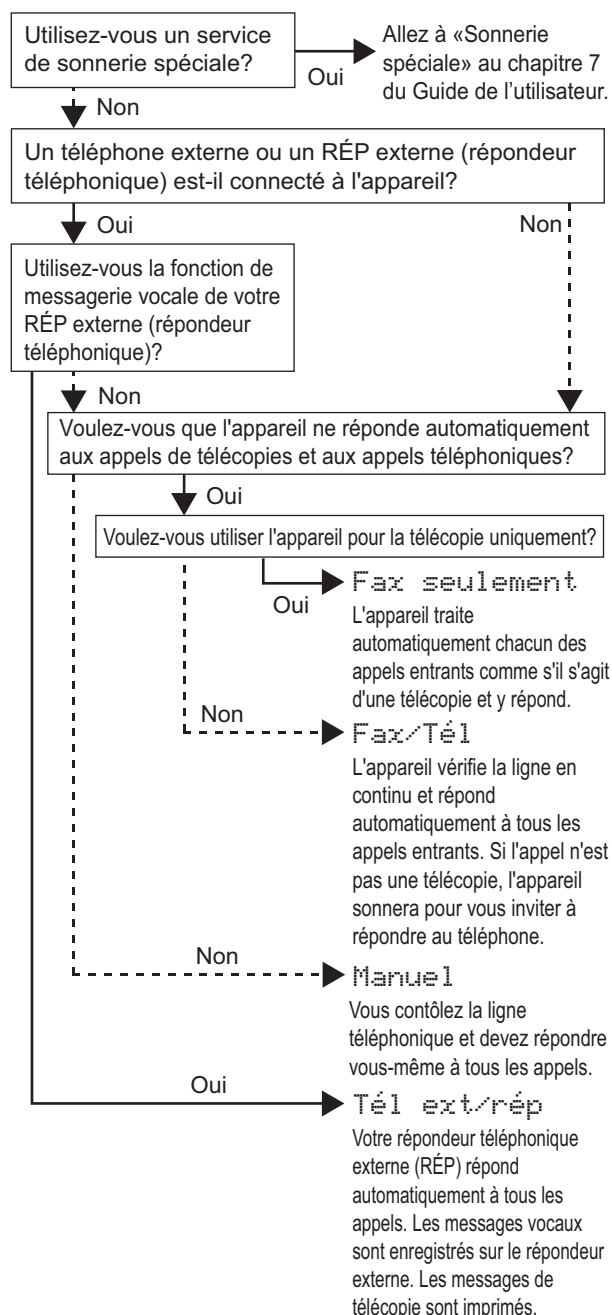 Utilisez-vous un service
de sonnerie spéciale?
Oui
Allez à «Sonnerie
spéciale» au chapitre 7
du Guide de l'utilisateur.
Non
Un téléphone externe ou un RÉP externe (répondeur
téléphonique) est-il connecté à l'appareil?
Oui
Non
Utilisez-vous la fonction de
messagerie vocale de votre
RÉP externe (répondeur
téléphonique)?
Non
Voulez-vous que l'appareil ne réponde automatiquement
aux appels de télécopies et aux appels téléphoniques?
Oui
Voulez-vous utiliser l'appareil pour la télécopie uniquement?
Oui
Fax seulement
L'appareil traite
automatiquement chacun des
appels entrants comme s'il s'agit
d'une télécopie et y répond.
Non
Fax/Tél
L'appareil vérifie la ligne en
continu et répond
automatiquement à tous les
appels entrants. Si l'appel n'est
pas une télécopie, l'appareil
sonnera pour vous inviter à
répondre au téléphone.
Non
Manuel
Vous contôlez la ligne
téléphonique et devez répondre
vous-même à tous les appels.
Oui
Tél ext/rép
Votre répondeur téléphonique
externe (RÉP) répond
automatiquement à tous les
appels. Les messages vocaux
sont enregistrés sur le répondeur
externe. Les messages de
télécopie sont imprimés.